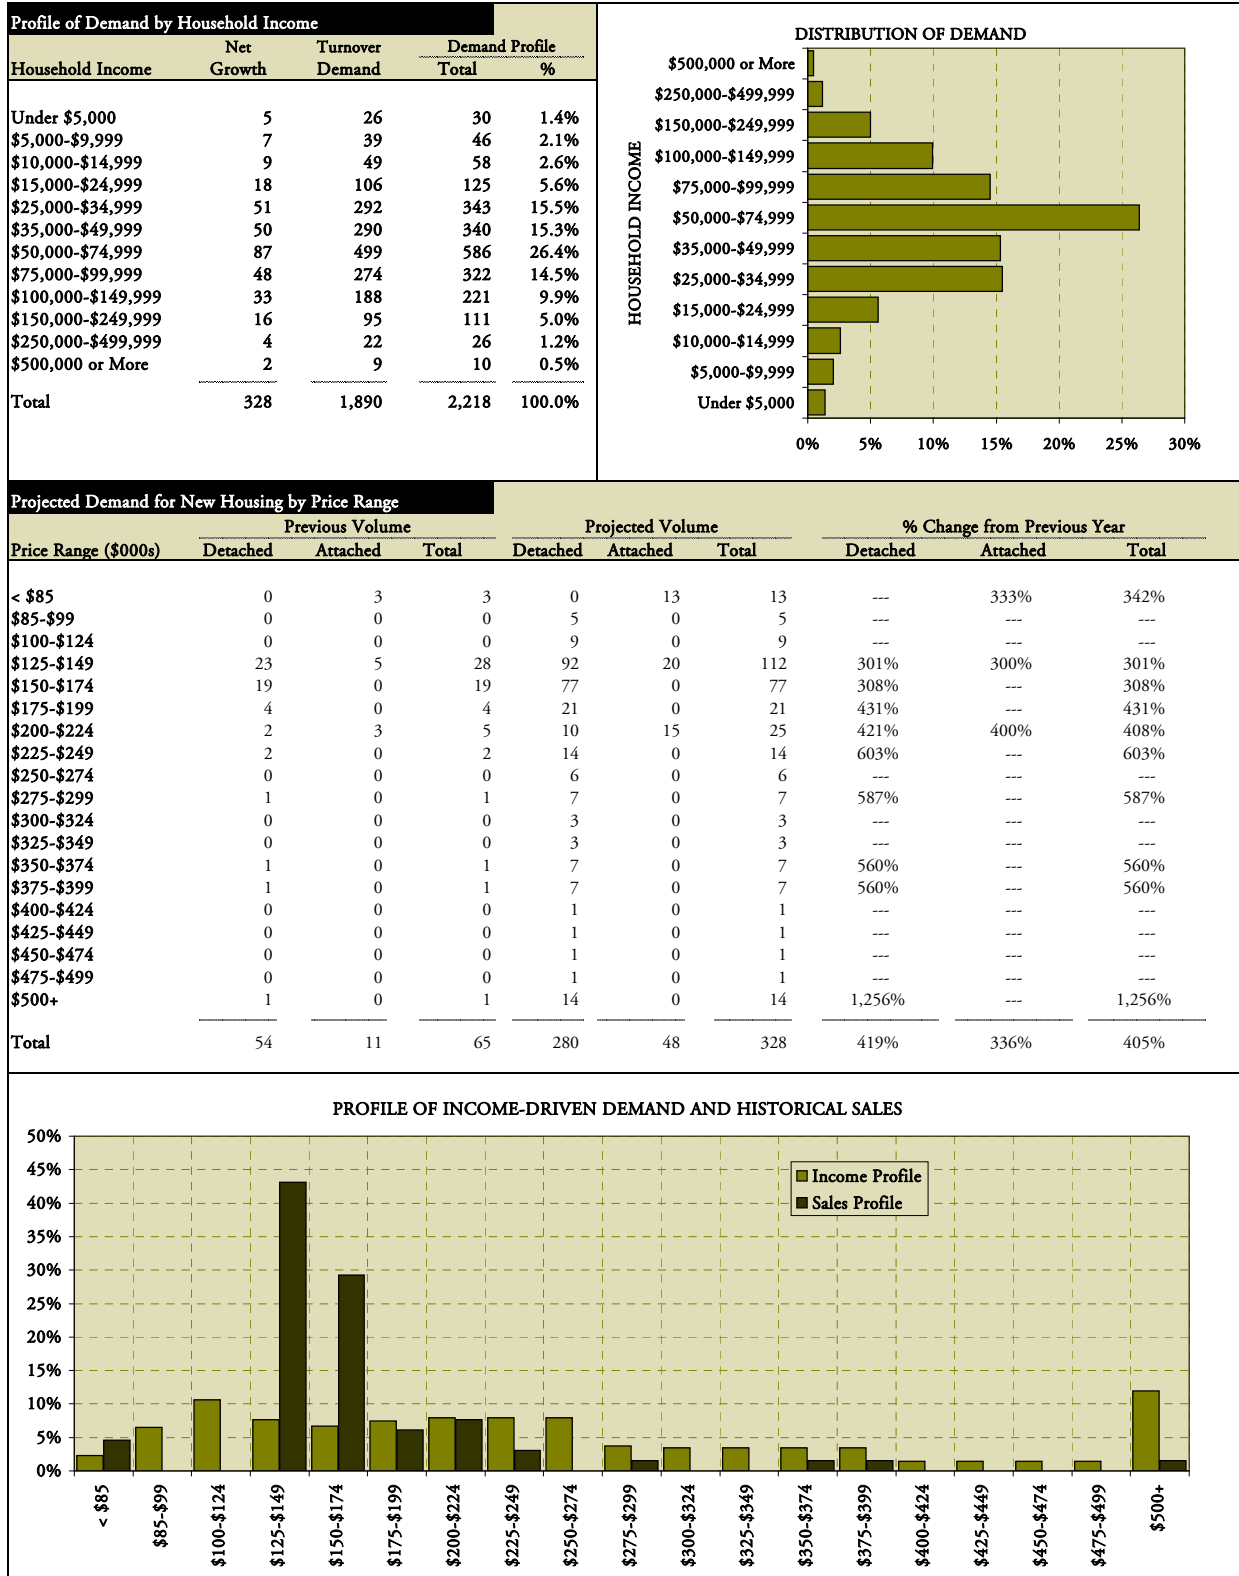 Profile of Demand by Household Income
Net Turnover Demand Profile
Household Income Growth Demand Total %
Under $5,000 5 26 30 1.4%
$5,000-$9,999 7 39 46 2.1%
$10,000-$14,999 9 49 58 2.6%
$15,000-$24,999 18 106 125 5.6%
$25,000-$34,999 51 292 343 15.5%
$35,000-$49,999 50 290 340 15.3%
$50,000-$74,999 87 499 586 26.4%
$75,000-$99,999 48 274 322 14.5%
$100,000-$149,999 33 188 221 9.9%
$150,000-$249,999 16 95 111 5.0%
$250,000-$499,999 4 22 26 1.2%
$500,000 or More 2 9 10 0.5%
Total 328 1,890 2,218 100.0%
DISTRIBUTION OF DEMAND
HOUSEHOLD INCOME
$500,000 or More
$250,000-$499,999
$150,000-$249,999
$100,000-$149,999
$75,000-$99,999
$50,000-$74,999
$35,000-$49,999
$25,000-$34,999
$15,000-$24,999
$10,000-$14,999
$5,000-$9,999
Under $5,000
0% 5% 10% 15% 20% 25% 30%
Projected Demand for New Housing by Price Range
Previous Volume Projected Volume % Change from Previous Year
Price Range ($000s) Detached Attached Total Detached Attached Total Detached Attached Total
< $85 0 3 3 0 13 13 --- 333% 342%
$85-$99 0 0 0 5 0 5 --- --- ---
$100-$124 0 0 0 9 0 9 --- --- ---
$125-$149 23 5 28 92 20 112 301% 300% 301%
$150-$174 19 0 19 77 0 77 308% --- 308%
$175-$199 4 0 4 21 0 21 431% --- 431%
$200-$224 2 3 5 10 15 25 421% 400% 408%
$225-$249 2 0 2 14 0 14 603% --- 603%
$250-$274 0 0 0 6 0 6 --- --- ---
$275-$299 1 0 1 7 0 7 587% --- 587%
$300-$324 0 0 0 3 0 3 --- --- ---
$325-$349 0 0 0 3 0 3 --- --- ---
$350-$374 1 0 1 7 0 7 560% --- 560%
$375-$399 1 0 1 7 0 7 560% --- 560%
$400-$424 0 0 0 1 0 1 --- --- ---
$425-$449 0 0 0 1 0 1 --- --- ---
$450-$474 0 0 0 1 0 1 --- --- ---
$475-$499 0 0 0 1 0 1 --- --- ---
$500+ 1 0 1 14 0 14 1,256% --- 1,256%
Total 54 11 65 280 48 328 419% 336% 405%
PROFILE OF INCOME-DRIVEN DEMAND AND HISTORICAL SALES
50%
45%
40%
35%
30%
25%
20%
15%
10%
5%
0%
Income Profile
Sales Profile
< $85
$85-$99
$100-$124
$125-$149
$150-$174
$175-$199
$200-$224
$225-$249
$250-$274
$275-$299
$300-$324
$325-$349
$350-$374
$375-$399
$400-$424
$425-$449
$450-$474
$475-$499
$500+